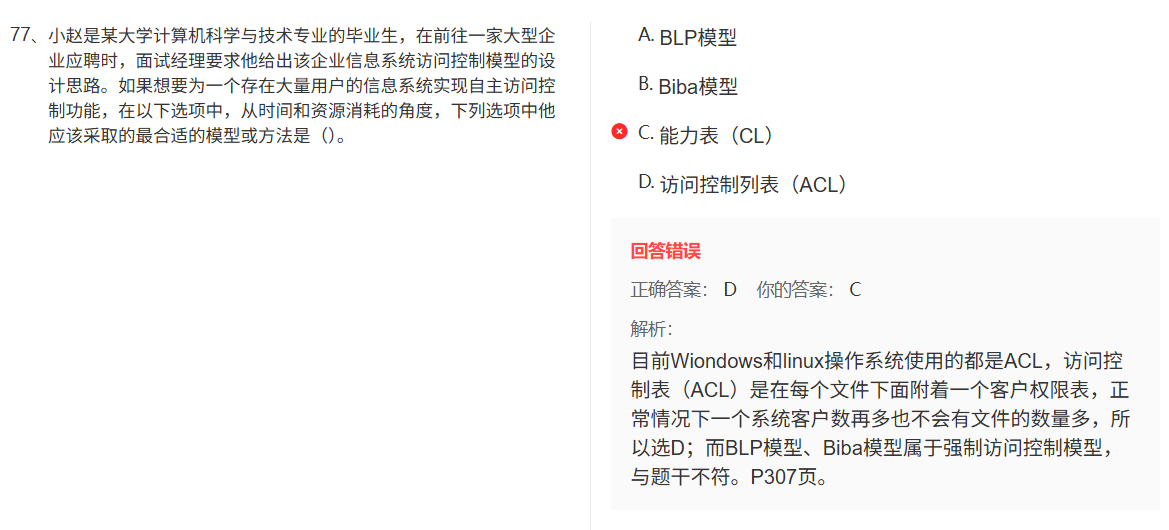 77、小赵是某大学计算机科学与技术专业的毕业生，在前往一家大型企
业应聘时，面试经理要求他给出该企业信息系统访问控制模型的设
计思路。如果想要为一个存在大量用户的信息系统实现自主访问控
制功能，在以下选项中，从时间和资源消耗的角度，下列选项中他
应该采取的最合适的模型或方法是（）。
A. BLP模型
B. Biba模型
C. 能力表（CL）
D. 访问控制列表（ACL）
回答错误
正确答案： D 你的答案： C
解析：
目前Wiondows和linux操作系统使用的都是ACL，访问控
制表（ACL）是在每个文件下面附着一个客户权限表，正
常情况下一个系统客户数再多也不会有文件的数量多，所
以选D；而BLP模型、Biba模型属于强制访问控制模型，
与题干不符。P307页。